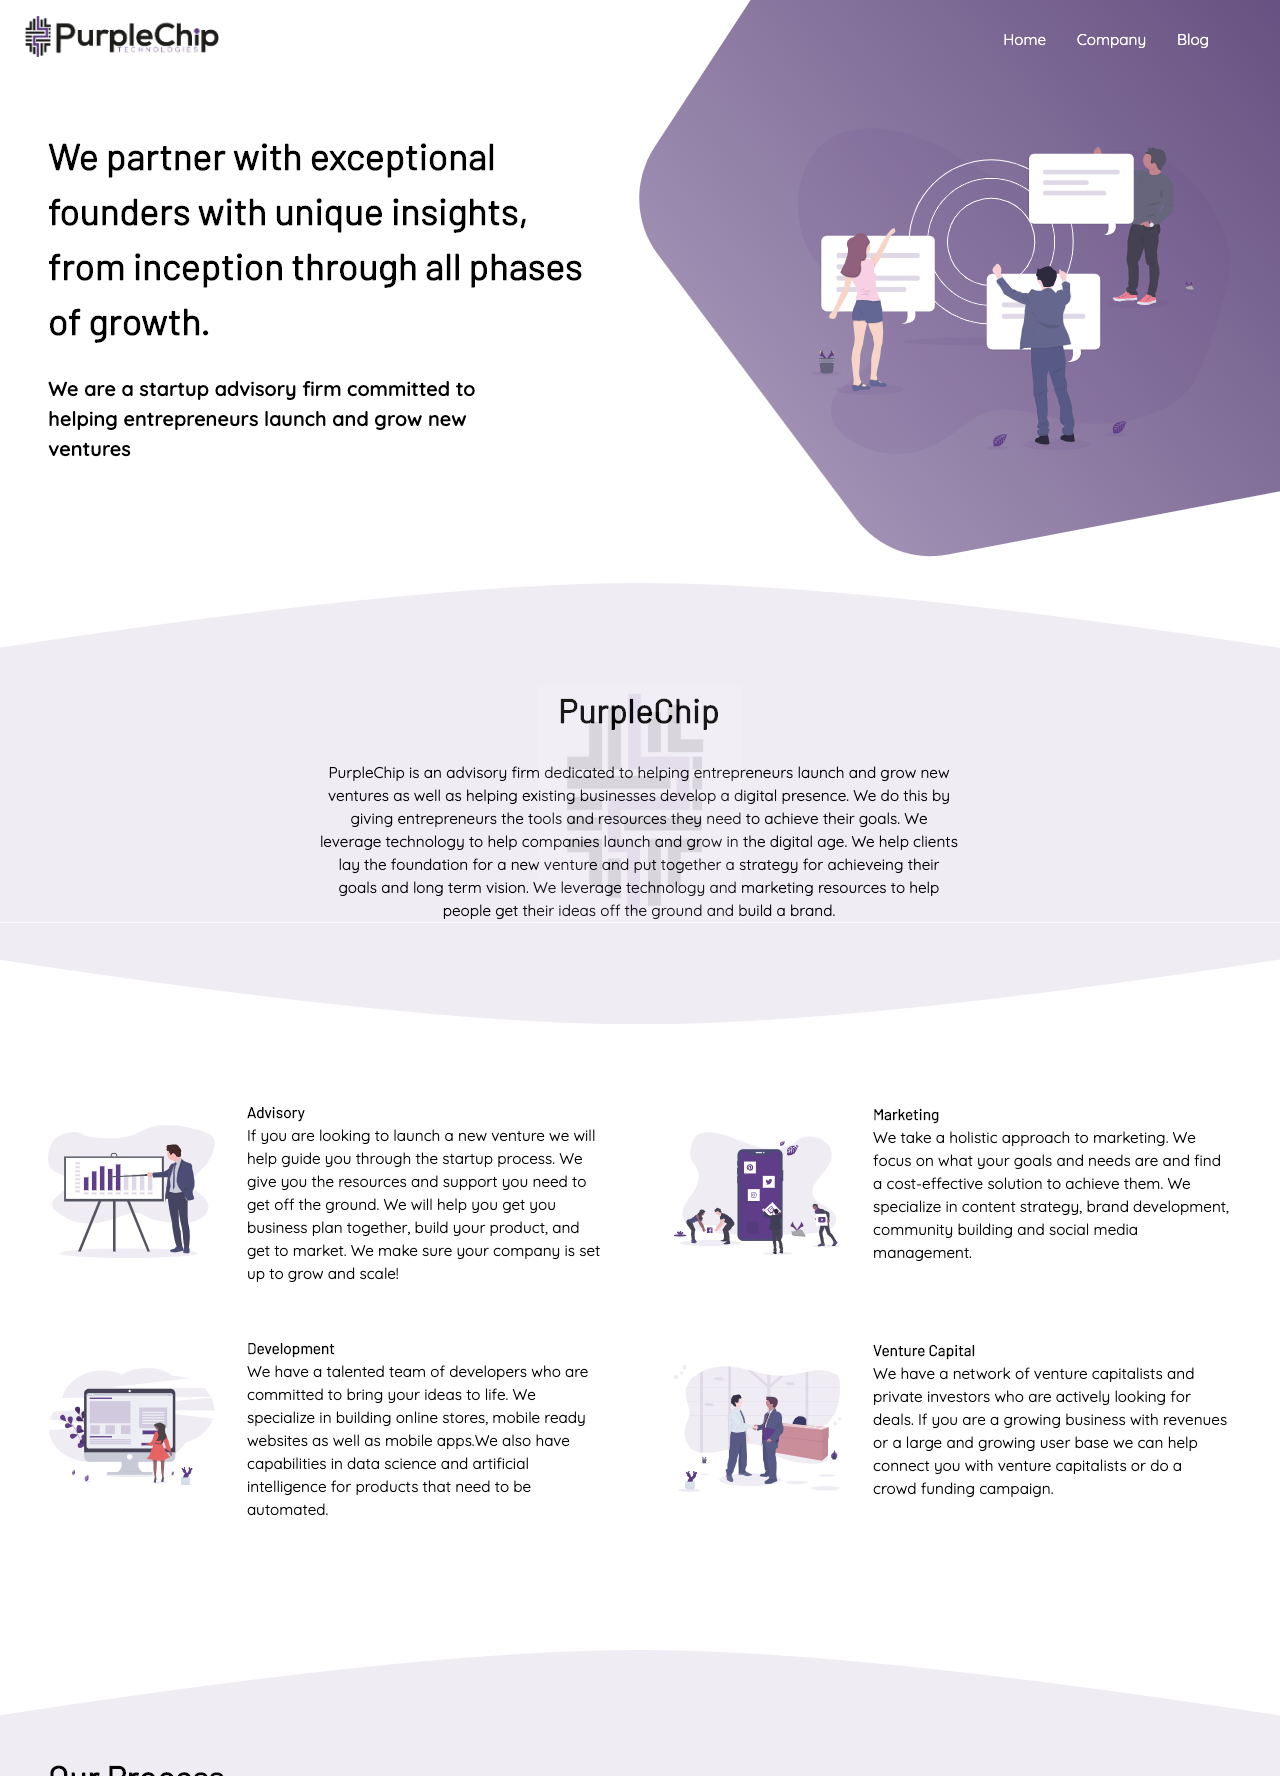 PurpleChip
TECHNOLOGIES
Home Company Blog
We partner with exceptional
founders with unique insights,
from inception through all phases
of growth.
We are a startup advisory firm committed to
helping entrepreneurs launch and grow new
ventures
PurpleChip
PurpleChip is an advisory firm dedicated to helping entrepreneurs launch and grow new
ventures as well as helping existing businesses develop a digital presence. We do this by
giving entrepreneurs the tools and resources they need to achieve their goals. We
leverage technology to help companies launch and grow in the digital age. We help clients
lay the foundation for a new venture and put together a strategy for achieveing their
goals and long term vision. We leverage technology and marketing resources to help
people get their ideas off the ground and build a brand.
Advisory
If you are looking to launch a new venture we will
help guide you through the startup process. We
give you the resources and support you need to
get off the ground. We will help you get you
business plan together, build your product, and
get to market. We make sure your company is set
up to grow and scale!
Marketing
We take a holistic approach to marketing. We
focus on what your goals and needs are and find
a cost-effective solution to achieve them. We
specialize in content strategy, brand development,
community building and social media
management.
Development
We have a talented team of developers who are
committed to bring your ideas to life. We
specialize in building online stores, mobile ready
websites as well as mobile apps.We also have
capabilities in data science and artificial
intelligence for products that need to be
automated.
Venture Capital
We have a network of venture capitalists and
private investors who are actively looking for
deals. If you are a growing business with revenues
or a large and growing user base we can help
connect you with venture capitalists or do a
crowd funding campaign.
Our Process